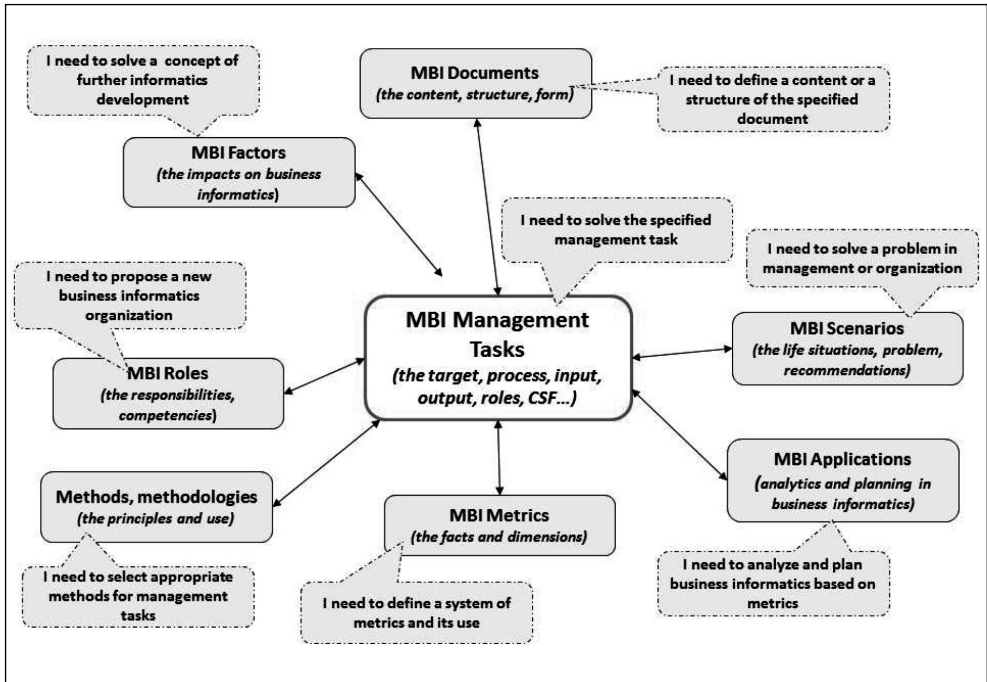 I need to solve a concept of
further informatics
development
MBI Documents
(the content, structure, form)
I need to define a content or a
structure of the specified
document
MBI Factors
(the impacts on business
informatics)
I need to solve the specified
management task
I need to solve a problem in
management or organization
I need to propose a new
business informatics
organization
MBI Management
Tasks
(the target, process, input,
output, roles, CSF...)
MBI Scenarios
(the life situations, problem,
recommendations)
MBI Roles
(the responsibilities,
competencies)
MBI Applications
(analytics and planning in
business informatics)
Methods, methodologies
(the principles and use)
MBI Metrics
(the facts and dimensions)
I need to select appropriate
methods for management
tasks
I need to define a system of
metrics and its use
I need to analyze and plan
business informatics based on
metrics